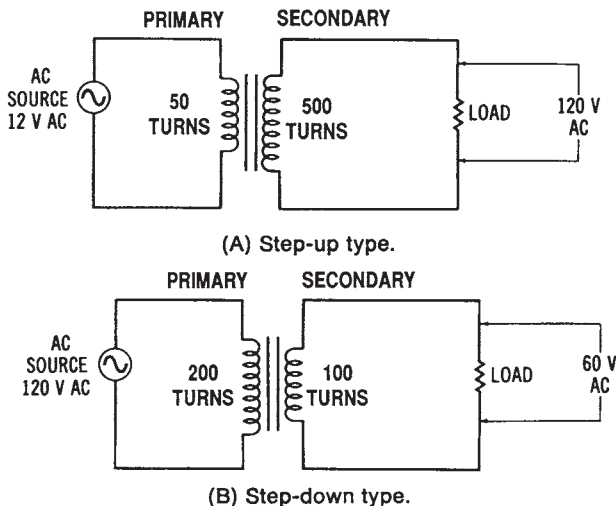 PRIMARY SECONDARY
AC
SOURCE
12 V AC
50
TURNS
500
TURNS
LOAD
120 V
AC
(A) Step-up type.
PRIMARY SECONDARY
AC
SOURCE
120 V AC
200
TURNS
100
TURNS
LOAD
60 V
AC
(B) Step-down type.